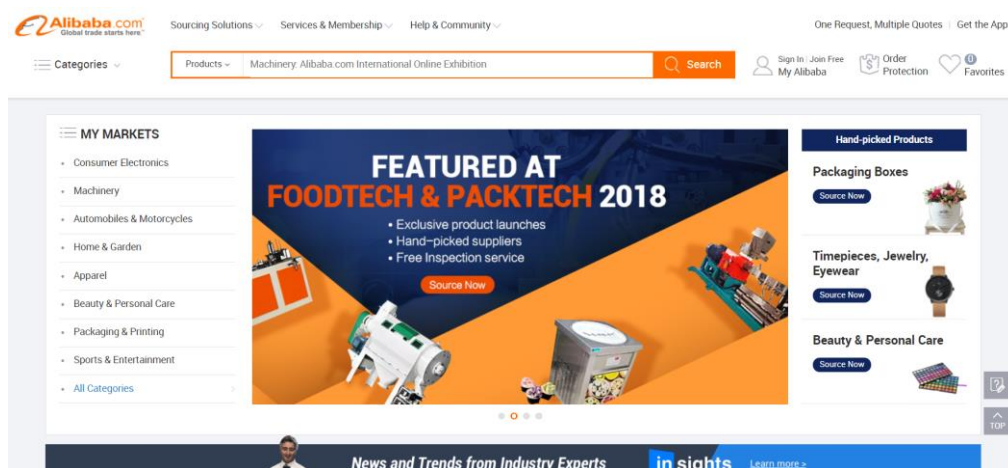 Alibaba.com
Global trade starts here.™
Sourcing Solutions
Services & Membership
Help & Community
One Request, Multiple Quotes
Get the App
Categories
Products
Machinery. Alibaba.com International Online Exhibition
Search
Sign In
Join Free
My Alibaba
Order
Protection
0
Favorites
MY MARKETS
Consumer Electronics
Machinery
Automobiles & Motorcycles
Home & Garden
Apparel
Beauty & Personal Care
Packaging & Printing
Sports & Entertainment
All Categories
FEATURED AT
FOODTECH & PACKTECH 2018
• Exclusive product launches
• Hand-picked suppliers
• Free Inspection service
Source Now
Hand-picked Products
Packaging Boxes
Source Now
Timepieces, Jewelry,
Eyewear
Source Now
Beauty & Personal Care
Source Now
TOP
News and Trends from Industry Experts
in sights
Learn more >